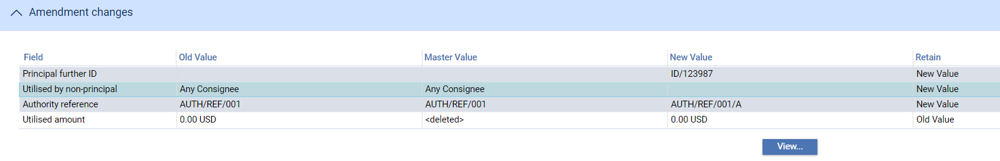 Amendment changes
Field Old Value Master Value New Value Retain
Principal further ID ID/123987 New Value
Utilised by non-principal Any Consignee Any Consignee New Value
Authority reference AUTH/REF/001 AUTH/REF/001 AUTH/REF/001/A New Value
Utilised amount 0.00 USD <deleted> 0.00 USD Old Value
View...